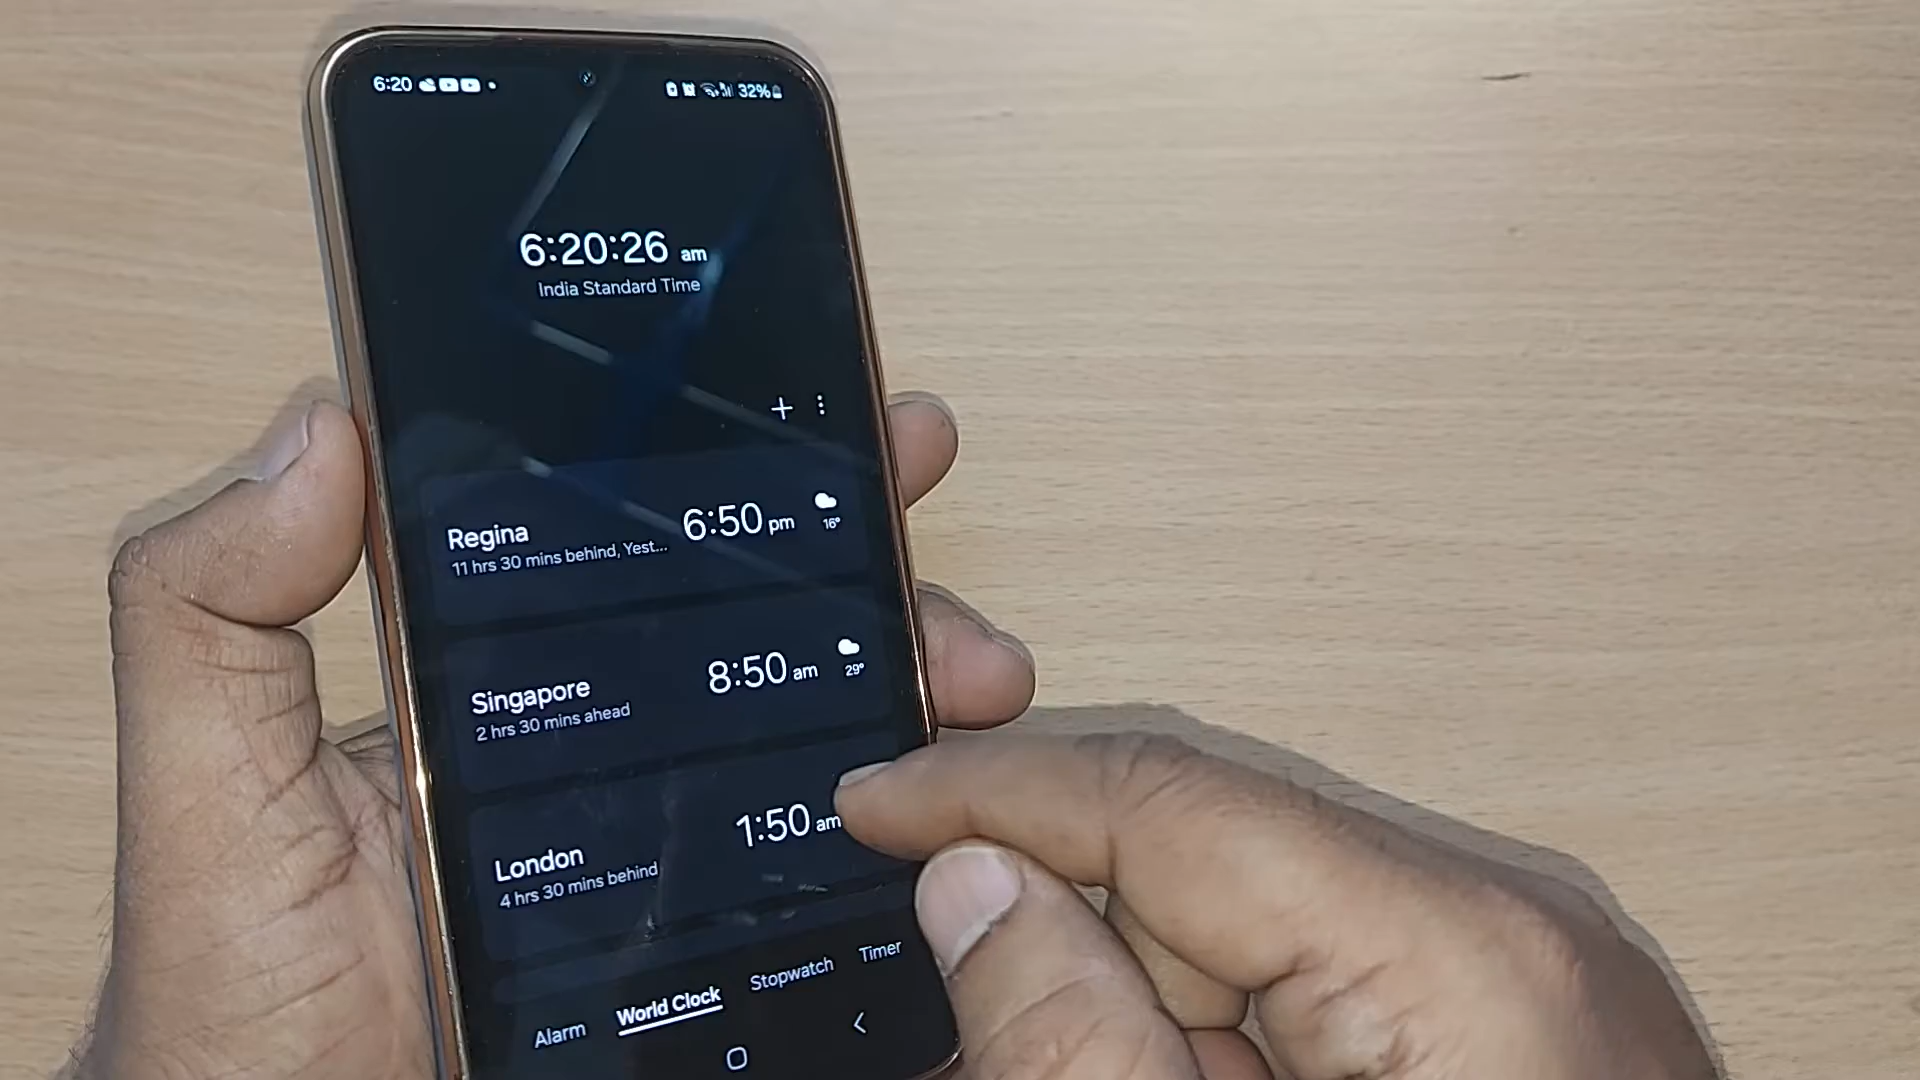 6:20
32%
6:20:26 am
India Standard Time
Regina
11 hrs 30 mins behind, Yest...
6:50 pm
16°
Singapore
2 hrs 30 mins ahead
8:50 am
29°
London
4 hrs 30 mins behind
1:50 am
Alarm
World Clock
Stopwatch
Timer